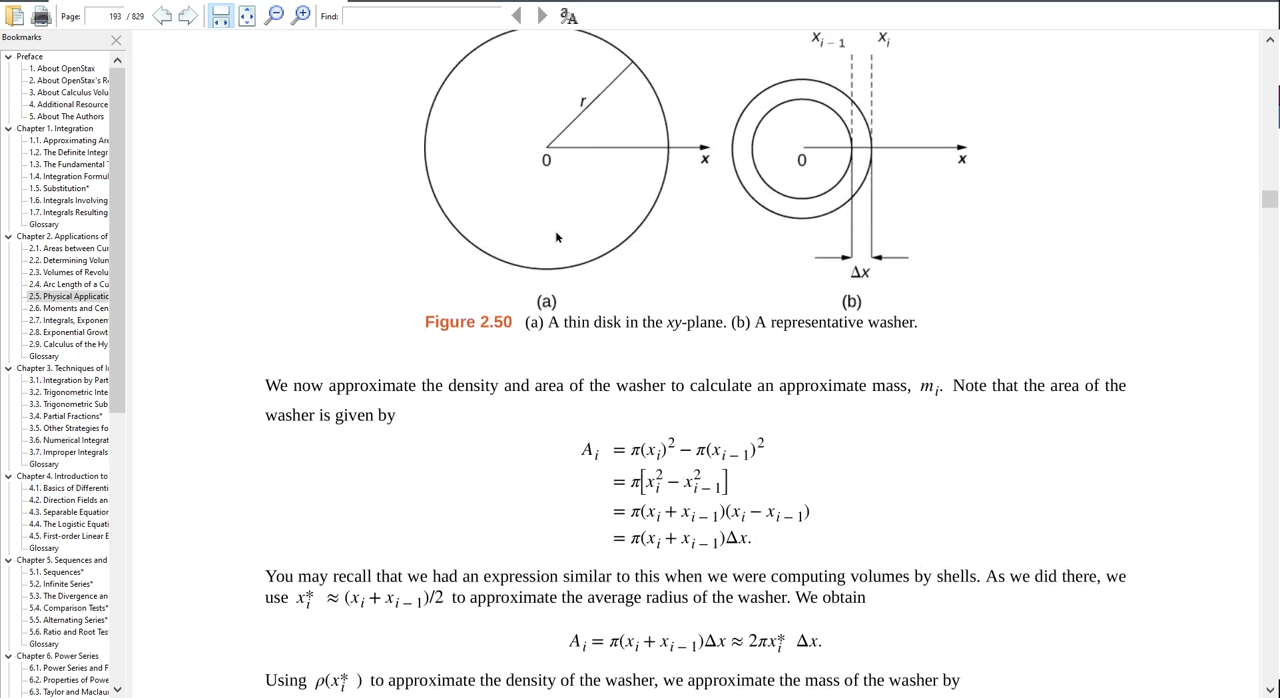 Page: 193 / 829 Find:
Bookmarks
Preface
1. About OpenStax
2. About OpenStax's R
3. About Calculus Volu
4. Additional Resource
5. About The Authors
Chapter 1. Integration
1.1. Approximating Are
1.2. The Definite Integr
1.3. The Fundamental
1.4. Integration Formul
1.5. Substitution*
1.6. Integrals Involving
1.7. Integrals Resulting
Glossary
Chapter 2. Applications of
2.1. Areas between Cur
2.2. Determining Volun
2.3. Volumes of Revolu
2.4. Arc Length of a Cu
2.5. Physical Applicatic
2.6. Moments and Cen
2.7. Integrals, Exponen
2.8. Exponential Growt
2.9. Calculus of the Hy
Glossary
Chapter 3. Techniques of I
3.1. Integration by Part
3.2. Trigonometric Inte
3.3. Trigonometric Sub
3.4. Partial Fractions*
3.5. Other Strategies fo
3.6. Numerical Integrat
3.7. Improper Integrals
Glossary
Chapter 4. Introduction to
4.1. Basics of Differenti
4.2. Direction Fields an
4.3. Separable Equation
4.4. The Logistic Equati
4.5. First-order Linear E
Glossary
Chapter 5. Sequences and
5.1. Sequences*
5.2. Infinite Series*
5.3. The Divergence an
5.4. Comparison Tests*
5.5. Alternating Series*
5.6. Ratio and Root Tes
Glossary
Chapter 6. Power Series
6.1. Power Series and F
6.2. Properties of Powe
6.3. Taylor and Maclau
r
0
x
x_{i−1} x_i
0
x
Δx
(a) (b)
Figure 2.50 (a) A thin disk in the xy-plane. (b) A representative washer.
We now approximate the density and area of the washer to calculate an approximate mass, m_i. Note that the area of the
washer is given by
A_i = π(x_i)² − π(x_{i−1})²
= π[x_i² − x_{i−1}²]
= π(x_i + x_{i−1})(x_i − x_{i−1})
= π(x_i + x_{i−1})Δx.
You may recall that we had an expression similar to this when we were computing volumes by shells. As we did there, we
use x_i* ≈ (x_i + x_{i−1})/2 to approximate the average radius of the washer. We obtain
A_i = π(x_i + x_{i−1})Δx ≈ 2πx_i* Δx.
Using ρ(x_i*) to approximate the density of the washer, we approximate the mass of the washer by